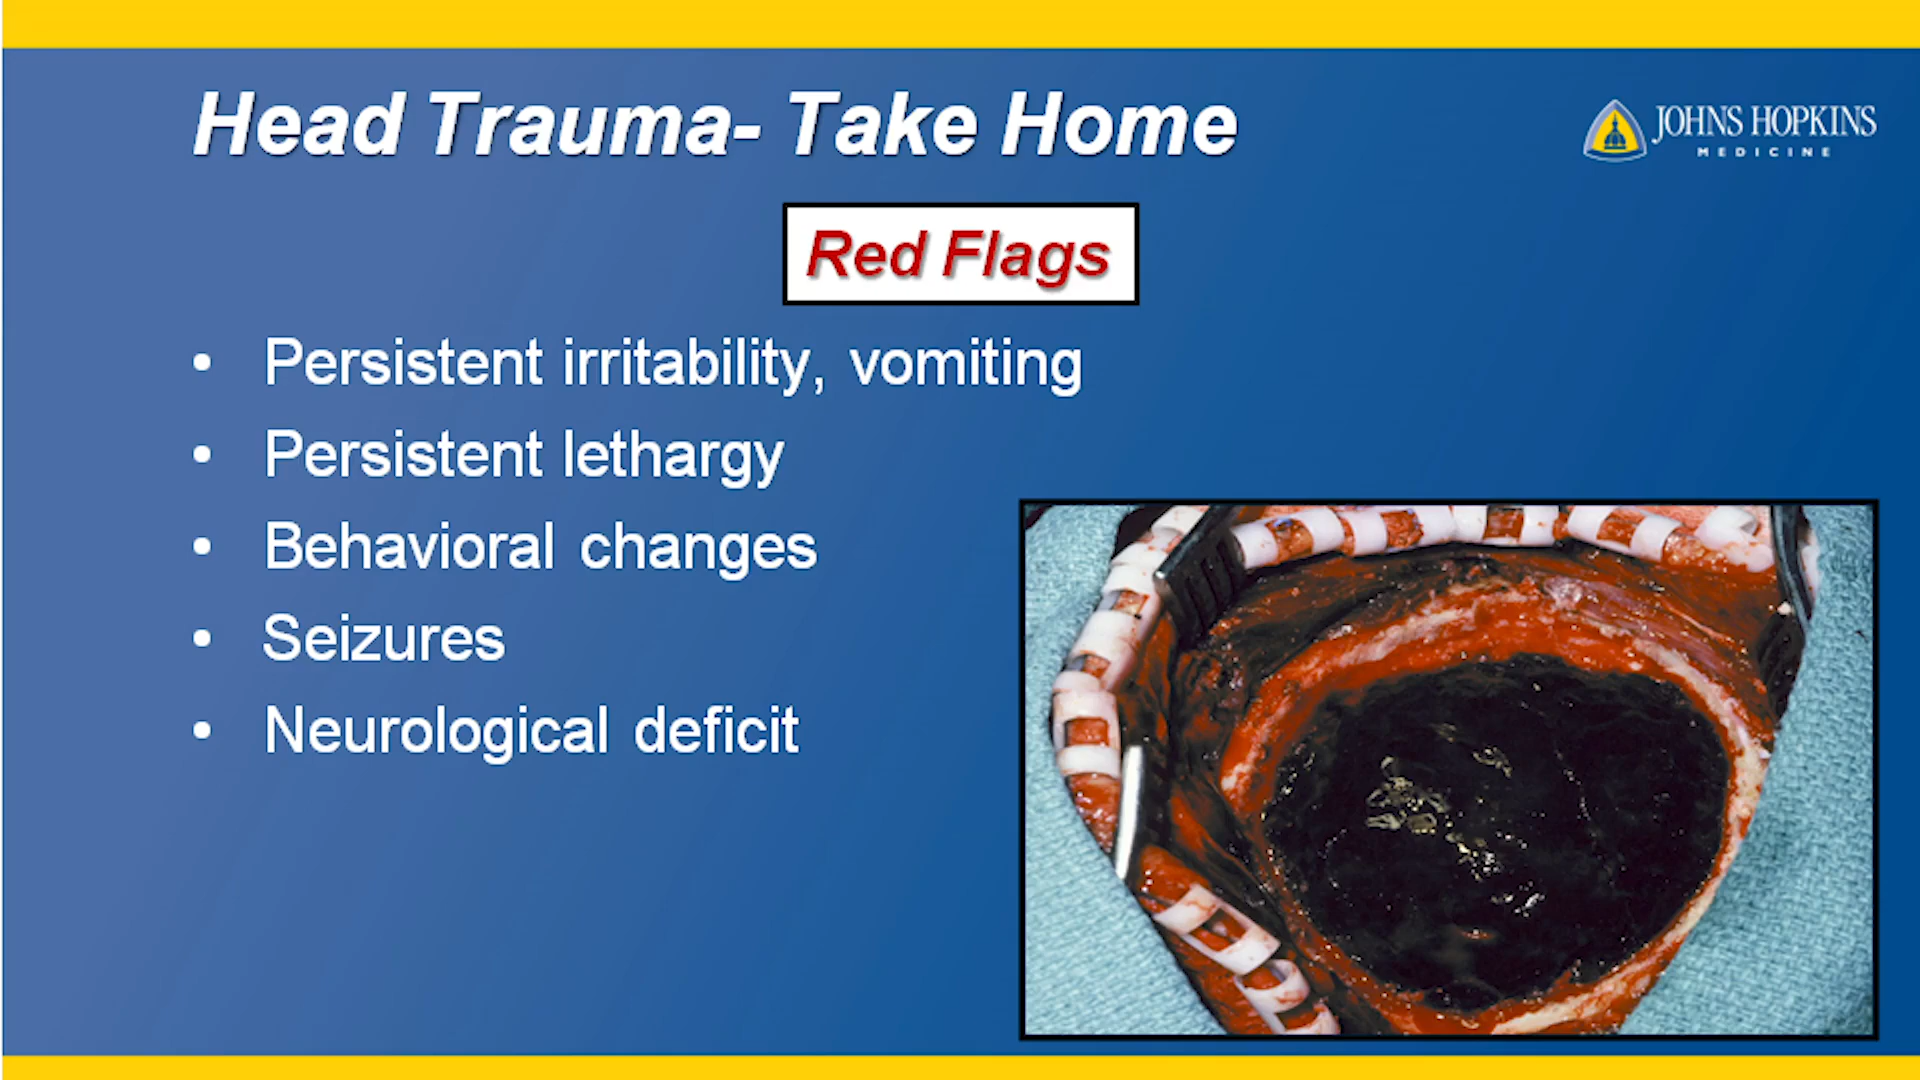 Head Trauma- Take Home
JOHNS HOPKINS
MEDICINE
Red Flags
• Persistent irritability, vomiting
• Persistent lethargy
• Behavioral changes
• Seizures
• Neurological deficit